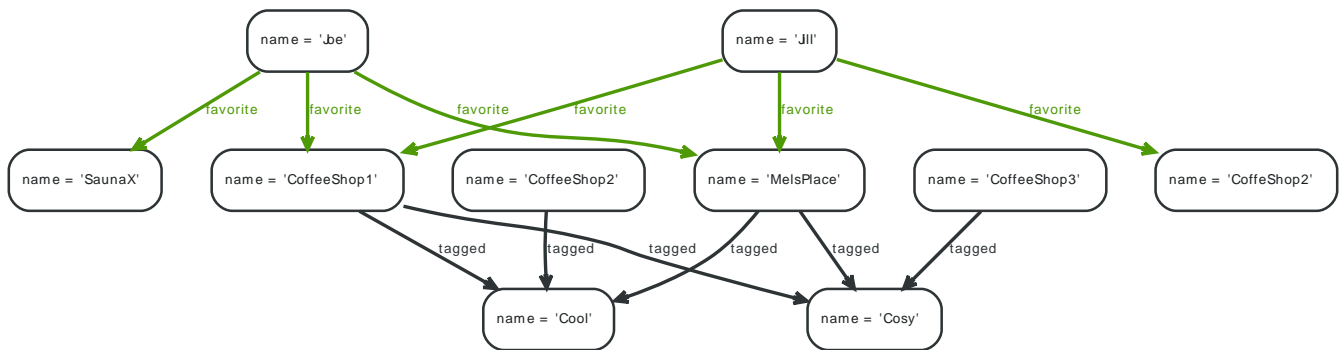 name = 'Joe'
name = 'Jill'
favorite
favorite
favorite
favorite
favorite
favorite
name = 'SaunaX'
name = 'CoffeeShop1'
name = 'CoffeeShop2'
name = 'MelsPlace'
name = 'CoffeeShop3'
name = 'CoffeShop2'
tagged
tagged
tagged
tagged
tagged
tagged
name = 'Cool'
name = 'Cosy'